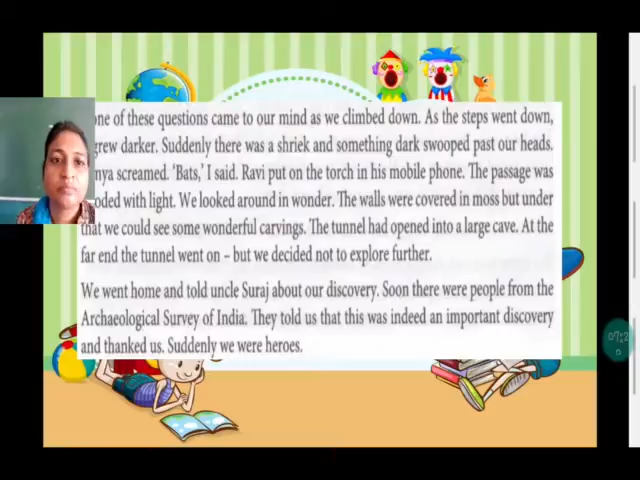 one of these questions came to our mind as we climbed down. As the steps went down,
grew darker. Suddenly there was a shriek and something dark swooped past our heads.
nya screamed. 'Bats,' I said. Ravi put on the torch in his mobile phone. The passage was
oded with light. We looked around in wonder. The walls were covered in moss but under
that we could see some wonderful carvings. The tunnel had opened into a large cave. At the
far end the tunnel went on – but we decided not to explore further.
We went home and told uncle Suraj about our discovery. Soon there were people from the
Archaeological Survey of India. They told us that this was indeed an important discovery
and thanked us. Suddenly we were heroes.